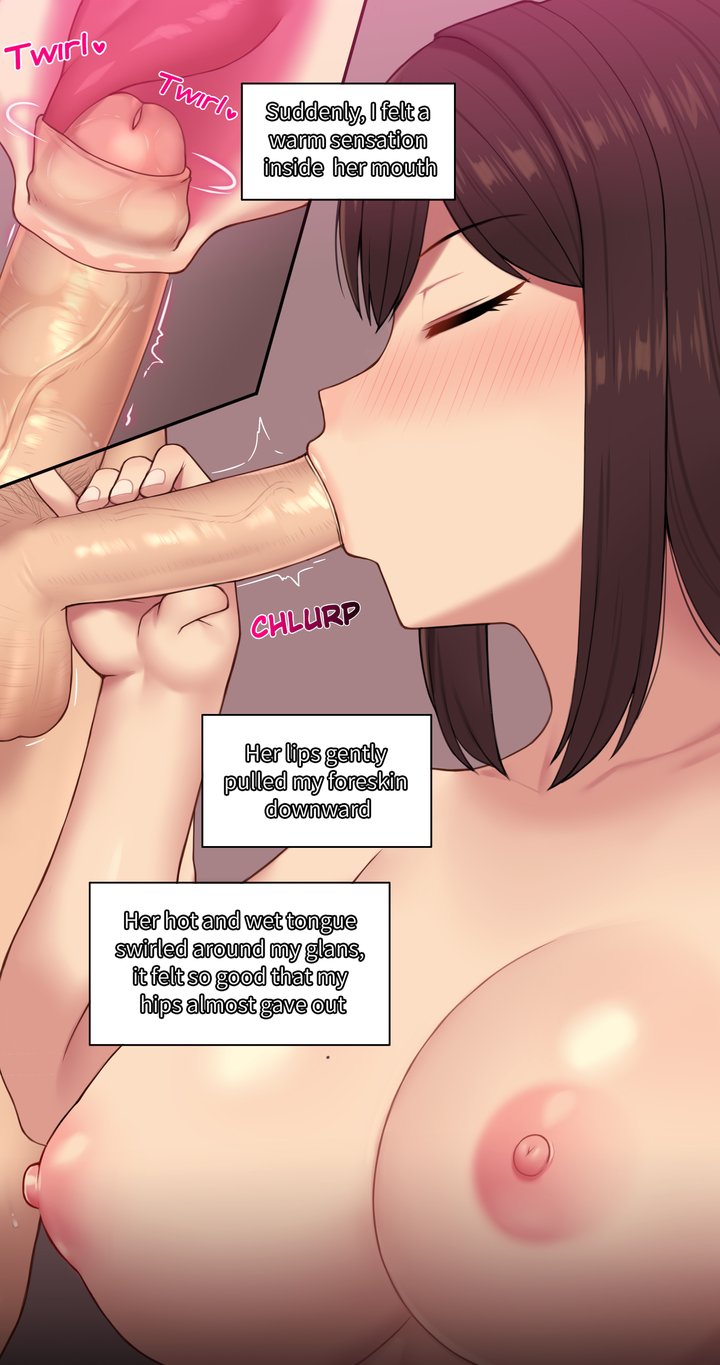 Twirl♥
Twirl♥
Suddenly, I felt a
warm sensation
inside her mouth
CHLURP
Her lips gently
pulled my foreskin
downward
Her hot and wet tongue
swirled around my glans,
it felt so good that my
hips almost gave out